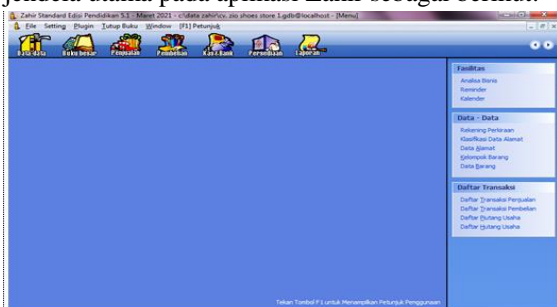 jendela utama pada aplikasi Zahir sebagai berikut:
Zahir Standard Edisi Pendidikan 5.1 - Maret 2021 - c:\data zahir\cv. zio shoes store 1.gdb@localhost - [Menu]
File Setting Plugin Tutup Buku Window [F1] Petunjuk
Data-data Buku besar Penjualan Pembelian Kas & Bank Persediaan Laporan
Fasilitas
Analisa Bisnis
Reminder
Kalender
Data - Data
Rekening Perkiraan
Klasifikasi Data Alamat
Data Alamat
Kelompok Barang
Data Barang
Daftar Transaksi
Daftar Transaksi Penjualan
Daftar Transaksi Pembelian
Daftar Piutang Usaha
Daftar Hutang Usaha
Tekan Tombol F1 untuk Menampilkan Petunjuk Penggunaan